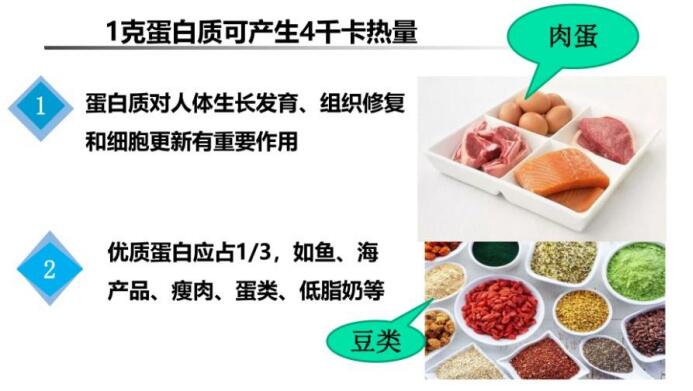 1克蛋白质可产生4千卡热量
肉蛋
1
蛋白质对人体生长发育、组织修复
和细胞更新有重要作用
2
优质蛋白应占1/3，如鱼、海
产品、瘦肉、蛋类、低脂奶等
豆类